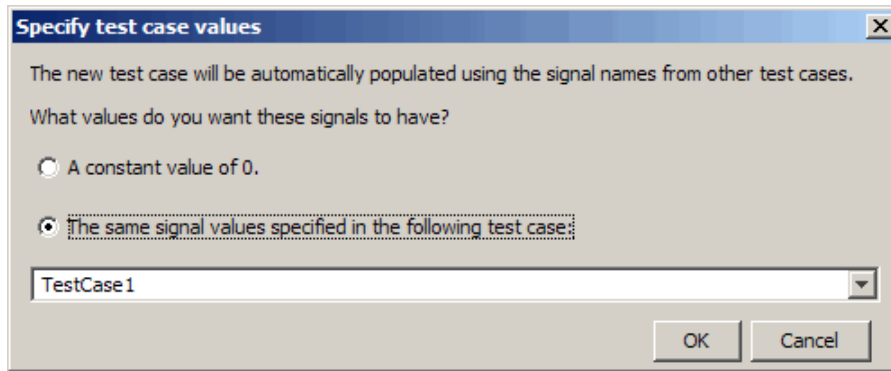 Specify test case values
The new test case will be automatically populated using the signal names from other test cases.
What values do you want these signals to have?
A constant value of 0.
The same signal values specified in the following test case:
TestCase1
OK Cancel